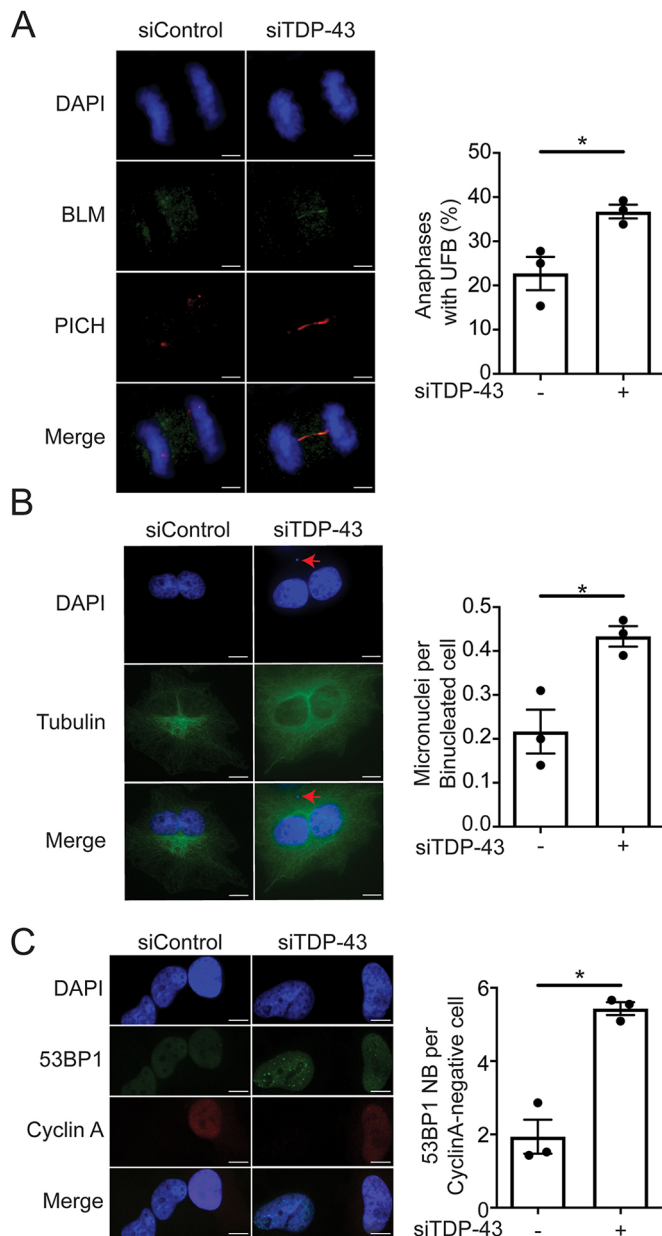 A
siControl siTDP-43
DAPI
BLM
PICH
Merge
Anaphases
with UFB (%)
50
40
30
20
10
0
*
siTDP-43 - +
B
siControl siTDP-43
DAPI
Tubulin
Merge
Micronuclei per
Binucleated cell
0.5
0.4
0.3
0.2
0.1
0.0
*
siTDP-43 - +
C
siControl siTDP-43
DAPI
53BP1
Cyclin A
Merge
53BP1 NB per
CyclinA-negative cell
6
4
2
0
*
siTDP-43 - +